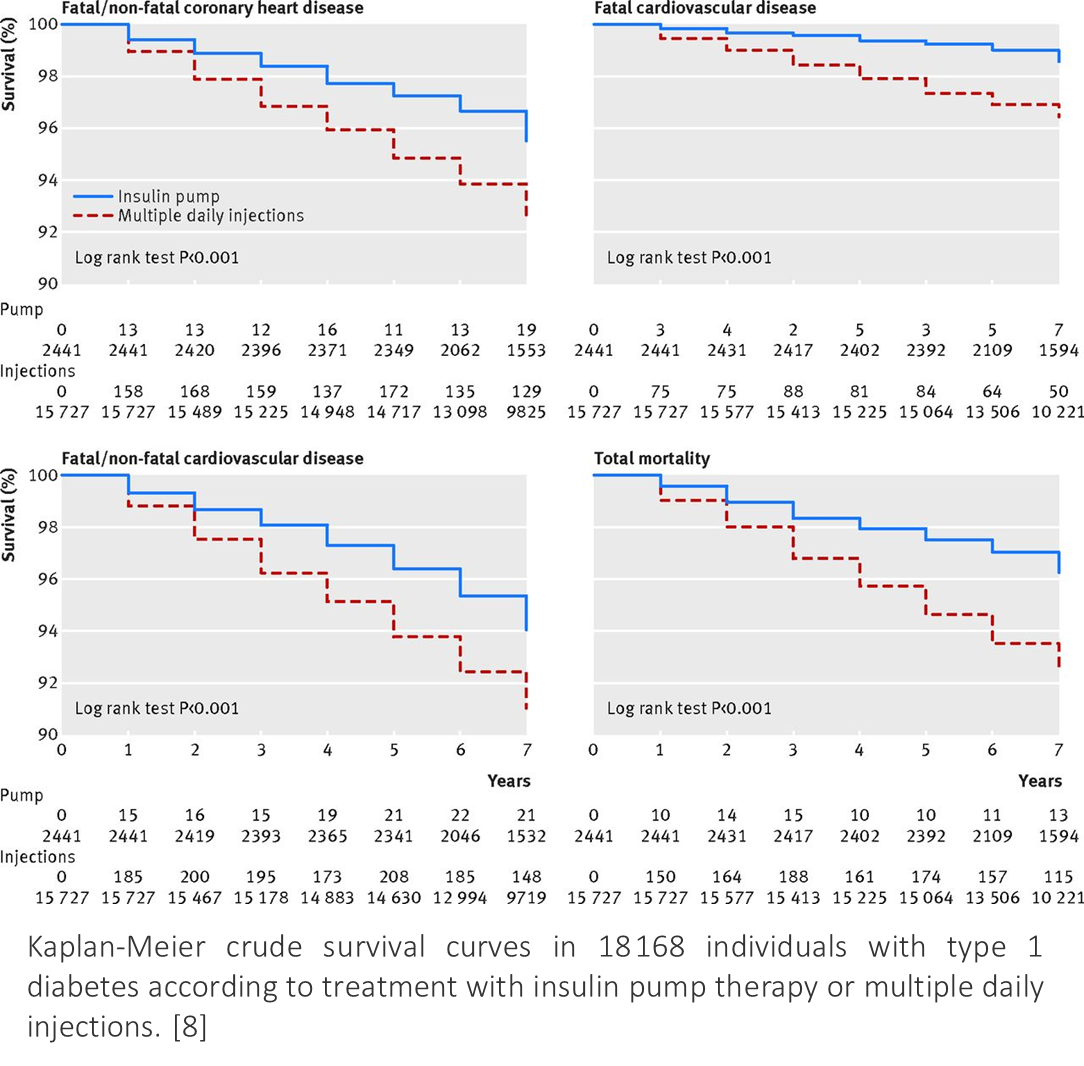 Fatal/non-fatal coronary heart disease
Survival (%)
100
98
96
94
92
90
Insulin pump
Multiple daily injections
Log rank test P<0.001
Fatal cardiovascular disease
Log rank test P<0.001
Pump
0 13 13 12 16 11 13 19 0 3 4 2 5 3 5 7
2441 2441 2420 2396 2371 2349 2062 1553 2441 2441 2431 2417 2402 2392 2109 1594
Injections
0 158 168 159 137 172 135 129 0 75 75 88 81 84 64 50
15 727 15 727 15 489 15 225 14 948 14 717 13 098 9825 15 727 15 727 15 577 15 413 15 225 15 064 13 506 10 221
Fatal/non-fatal cardiovascular disease
Survival (%)
100
98
96
94
92
90
Log rank test P<0.001
0 1 2 3 4 5 6 7
Years
Total mortality
Log rank test P<0.001
0 1 2 3 4 5 6 7
Years
Pump
0 15 16 15 19 21 22 21 0 10 14 15 10 10 11 13
2441 2441 2419 2393 2365 2341 2046 1532 2441 2441 2431 2417 2402 2392 2109 1594
Injections
0 185 200 195 173 208 185 148 0 150 164 188 161 174 157 115
15 727 15 727 15 467 15 178 14 883 14 630 12 994 9719 15 727 15 727 15 577 15 413 15 225 15 064 13 506 10 221
Kaplan-Meier crude survival curves in 18 168 individuals with type 1
diabetes according to treatment with insulin pump therapy or multiple daily
injections. [8]